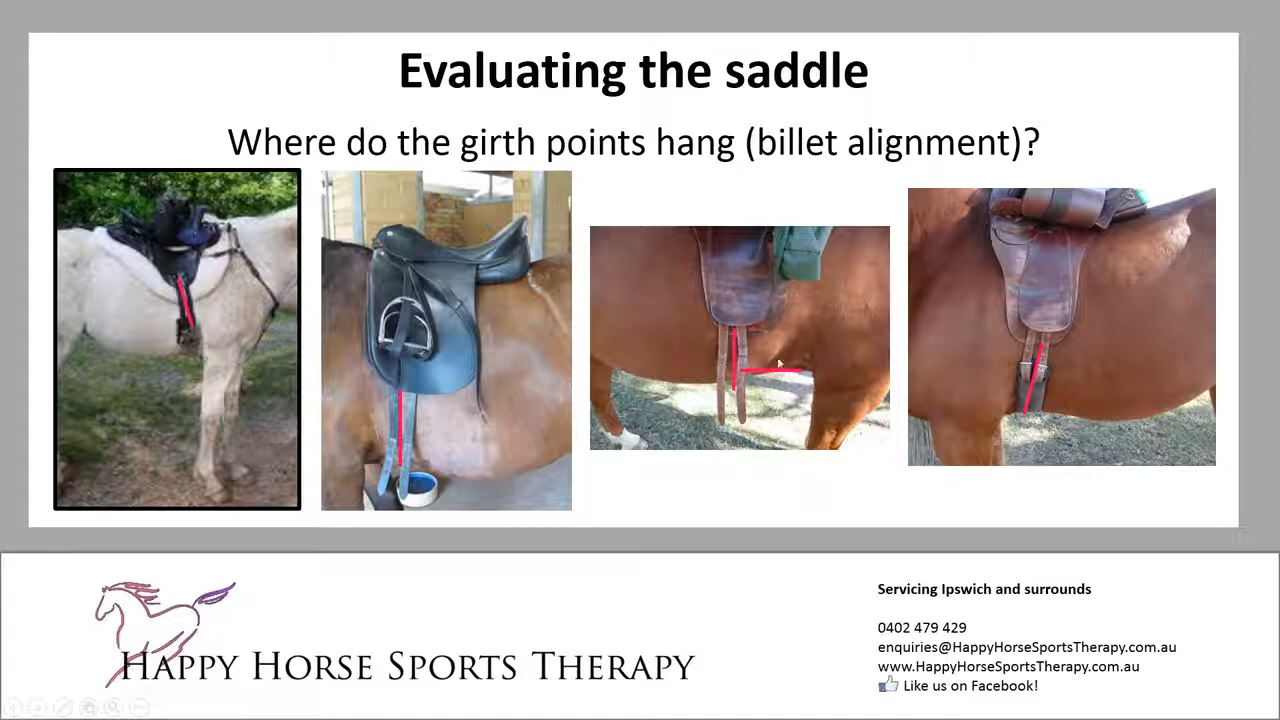 Evaluating the saddle
Where do the girth points hang (billet alignment)?
HAPPY HORSE SPORTS THERAPY
Servicing Ipswich and surrounds
0402 479 429
enquiries@HappyHorseSportsTherapy.com.au
www.HappyHorseSportsTherapy.com.au
Like us on Facebook!